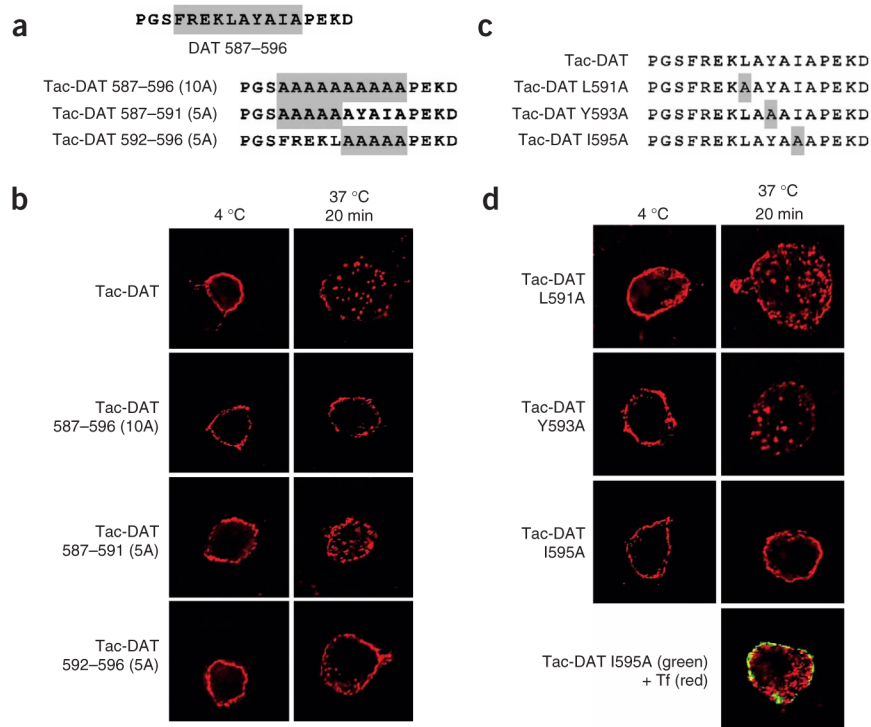 a
PGSFREKLAYAIAPEKD
DAT 587–596
Tac-DAT 587–596 (10A) PGSAAAAAAAAAAPEKD
Tac-DAT 587–591 (5A) PGSAAAAAAYAIAPEKD
Tac-DAT 592–596 (5A) PGSFREKLAAAAAPEKD
b
4 °C
37 °C
20 min
Tac-DAT
Tac-DAT
587–596 (10A)
Tac-DAT
587–591 (5A)
Tac-DAT
592–596 (5A)
c
Tac-DAT PGSFREKLAYAIAPEKD
Tac-DAT L591A PGSFREKAAYAIAPEKD
Tac-DAT Y593A PGSFREKLAAAIAPEKD
Tac-DAT I595A PGSFREKLAYAAAPEKD
d
4 °C
37 °C
20 min
Tac-DAT
L591A
Tac-DAT
Y593A
Tac-DAT
I595A
Tac-DAT I595A (green)
+ Tf (red)